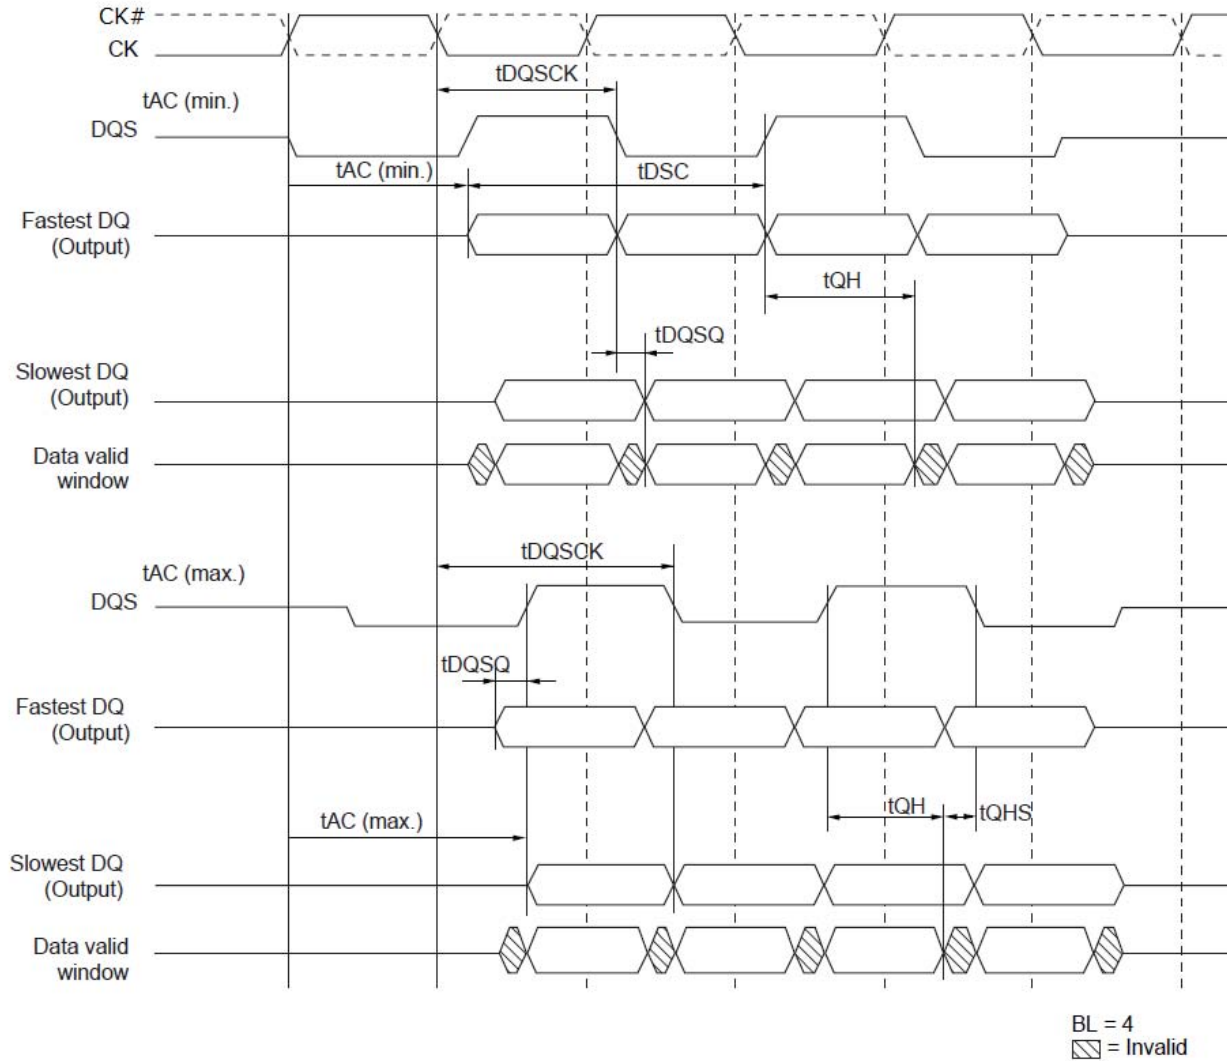 CK#
CK
tDQSCK
tAC (min.)
DQS
tAC (min.)
tDSC
Fastest DQ
(Output)
tQH
tDQSQ
Slowest DQ
(Output)
Data valid
window
tDQSCK
tAC (max.)
DQS
tDQSQ
Fastest DQ
(Output)
tQH
tQHS
tAC (max.)
Slowest DQ
(Output)
Data valid
window
BL = 4
= Invalid